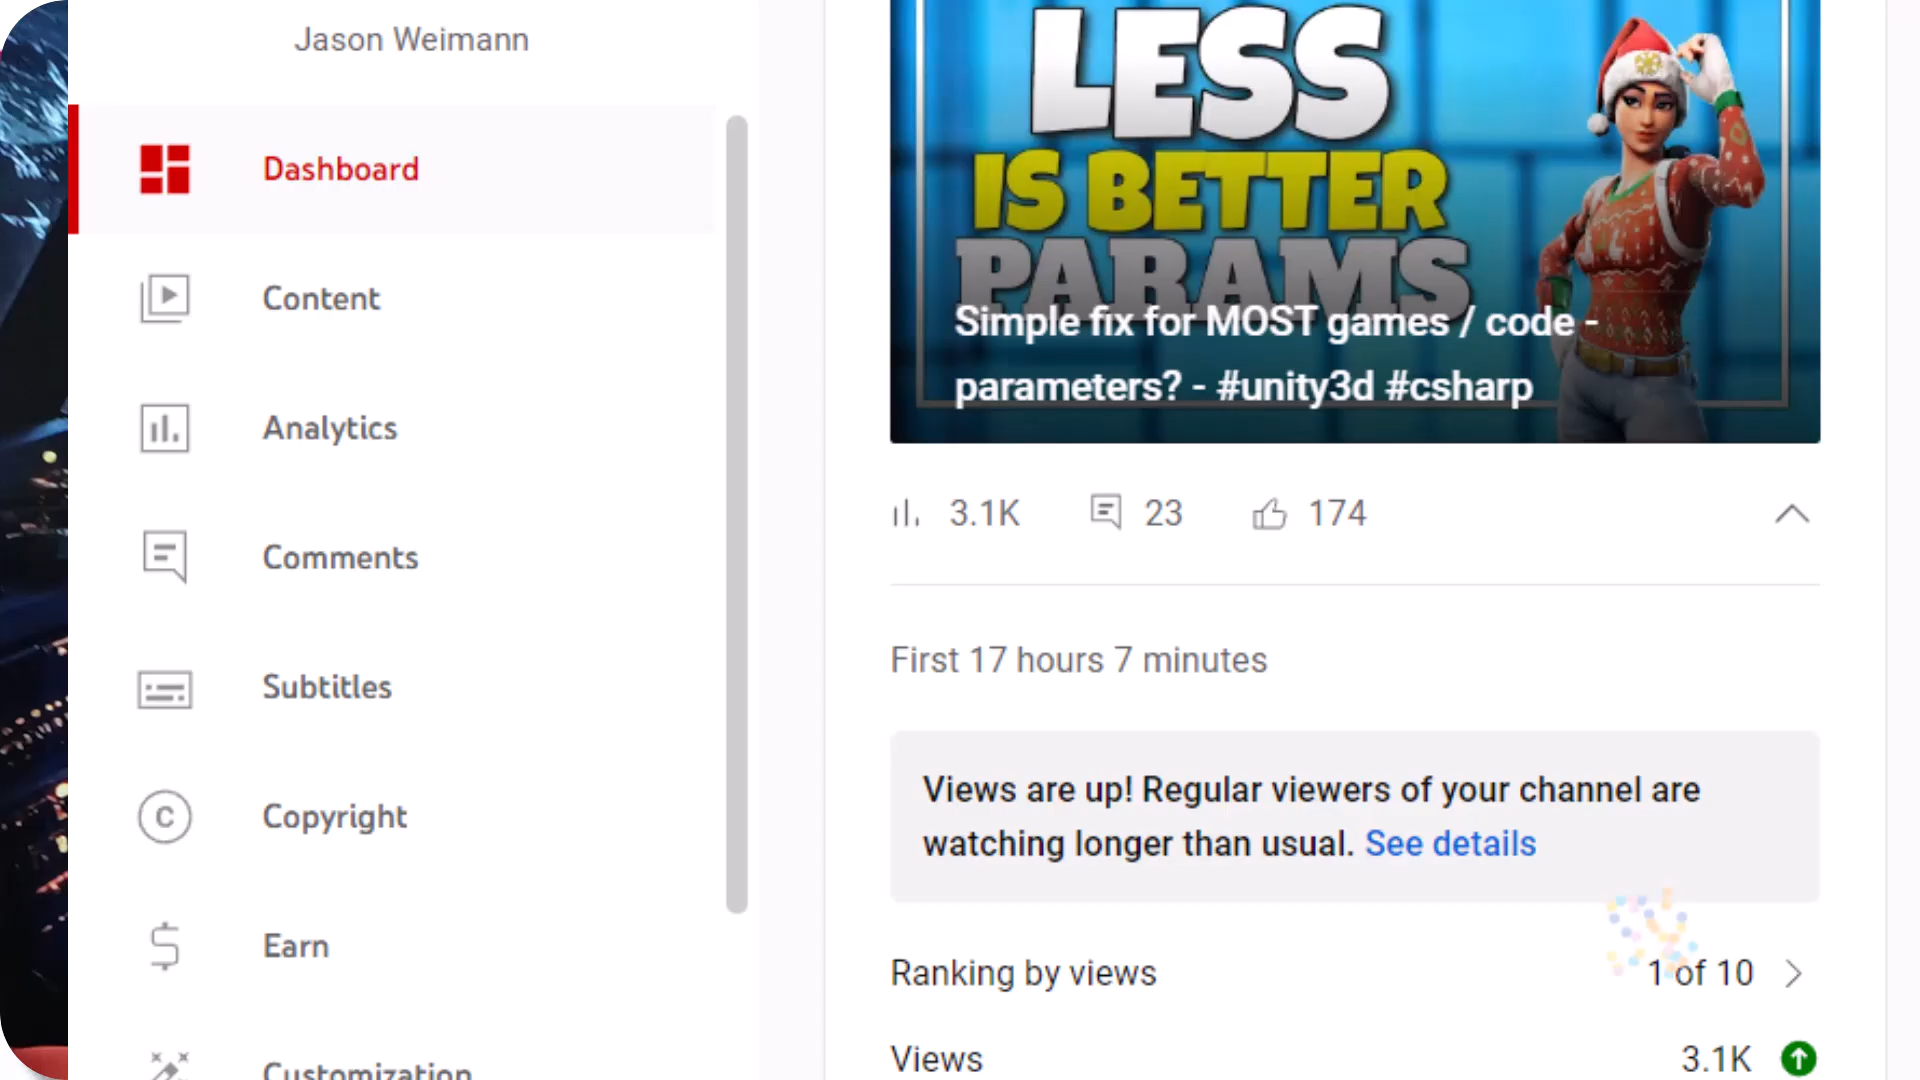 Jason Weimann
Dashboard
Content
Analytics
Comments
Subtitles
Copyright
Earn
Customization
LESS
IS BETTER
PARAMS
Simple fix for MOST games / code -
parameters? - #unity3d #csharp
3.1K 23 174
First 17 hours 7 minutes
Views are up! Regular viewers of your channel are
watching longer than usual. See details
Ranking by views 1 of 10
Views 3.1K